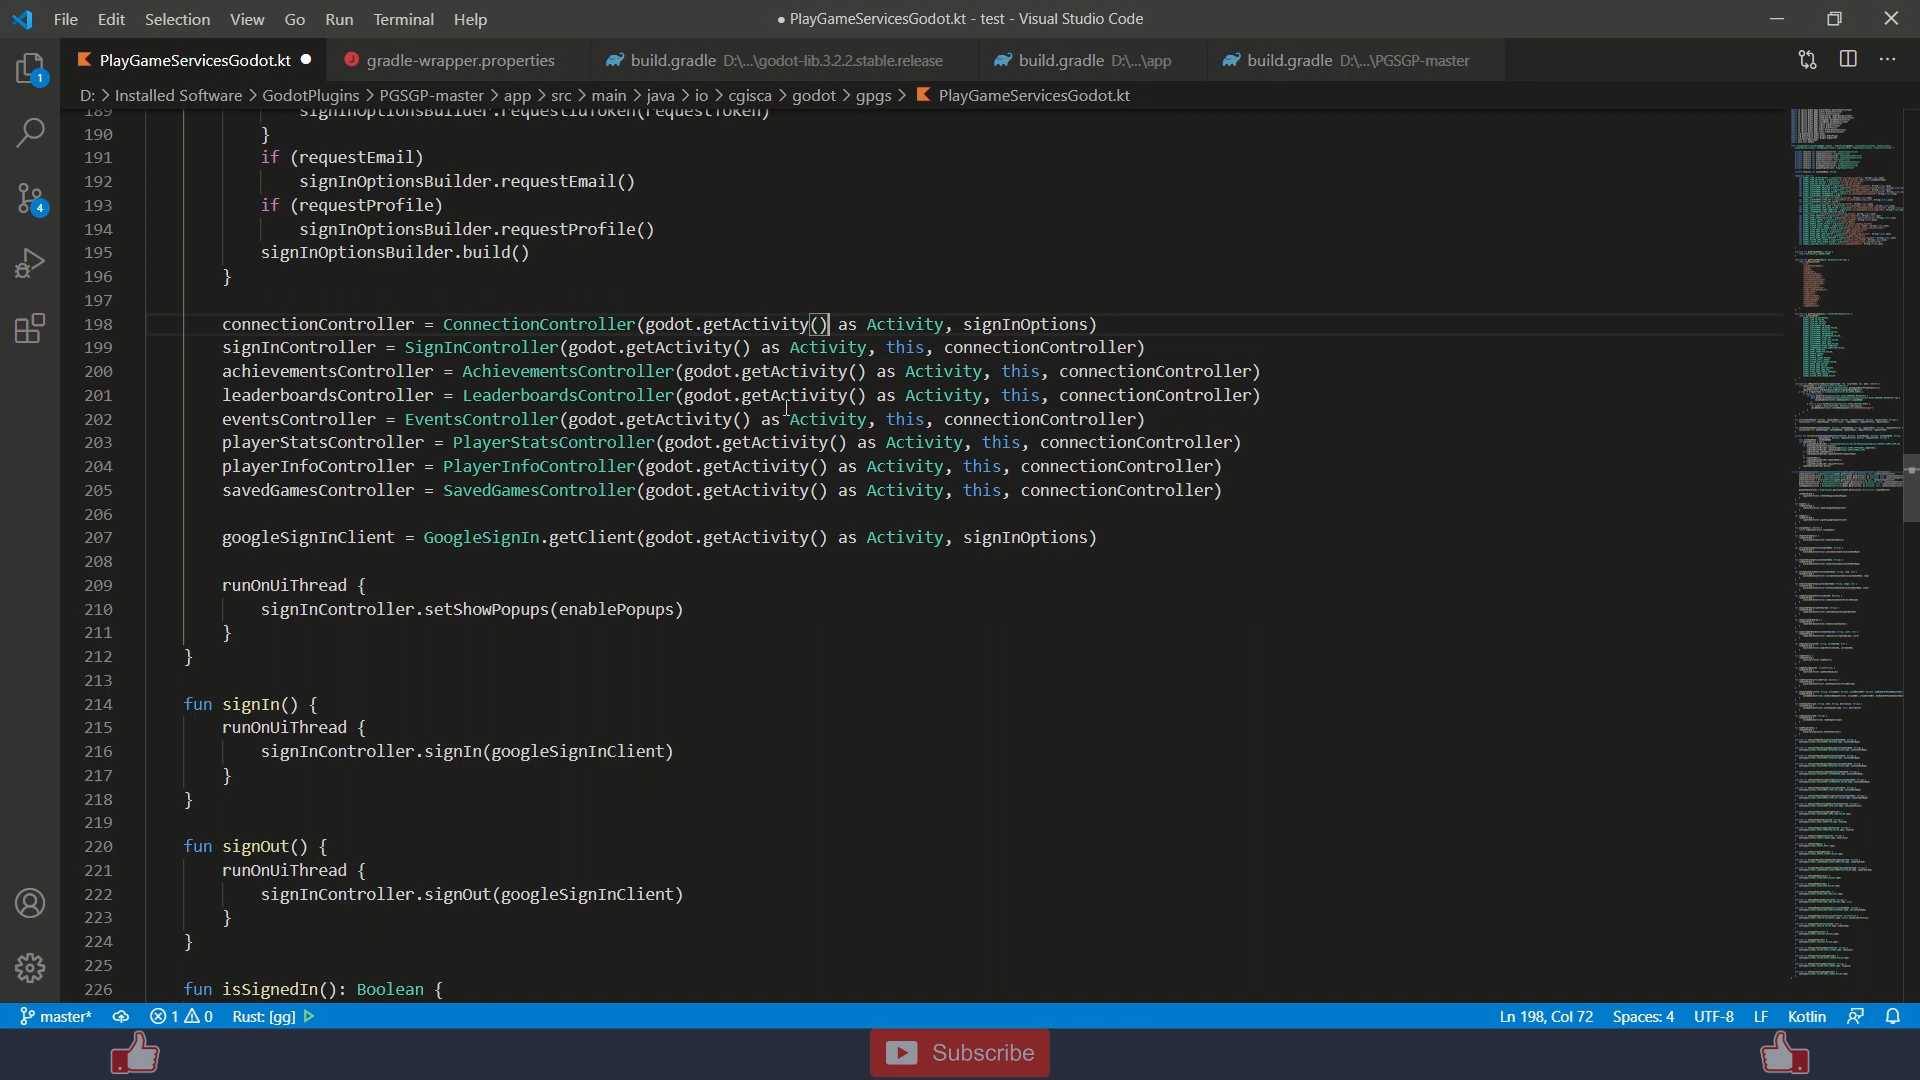 File Edit Selection View Go Run Terminal Help
● PlayGameServicesGodot.kt - test - Visual Studio Code
PlayGameServicesGodot.kt ●
gradle-wrapper.properties
build.gradle D:\...\godot-lib.3.2.2.stable.release
build.gradle D:\...\app
build.gradle D:\...\PGSGP-master
D: > Installed Software > GodotPlugins > PGSGP-master > app > src > main > java > io > cgisca > godot > gpgs > PlayGameServicesGodot.kt
1
4
189 signInOptionsBuilder.requestIdToken(requestToken)
190 }
191 if (requestEmail)
192 signInOptionsBuilder.requestEmail()
193 if (requestProfile)
194 signInOptionsBuilder.requestProfile()
195 signInOptionsBuilder.build()
196 }
197
198 connectionController = ConnectionController(godot.getActivity() as Activity, signInOptions)
199 signInController = SignInController(godot.getActivity() as Activity, this, connectionController)
200 achievementsController = AchievementsController(godot.getActivity() as Activity, this, connectionController)
201 leaderboardsController = LeaderboardsController(godot.getActivity() as Activity, this, connectionController)
202 eventsController = EventsController(godot.getActivity() as Activity, this, connectionController)
203 playerStatsController = PlayerStatsController(godot.getActivity() as Activity, this, connectionController)
204 playerInfoController = PlayerInfoController(godot.getActivity() as Activity, this, connectionController)
205 savedGamesController = SavedGamesController(godot.getActivity() as Activity, this, connectionController)
206
207 googleSignInClient = GoogleSignIn.getClient(godot.getActivity() as Activity, signInOptions)
208
209 runOnUiThread {
210 signInController.setShowPopups(enablePopups)
211 }
212 }
213
214 fun signIn() {
215 runOnUiThread {
216 signInController.signIn(googleSignInClient)
217 }
218 }
219
220 fun signOut() {
221 runOnUiThread {
222 signInController.signOut(googleSignInClient)
223 }
224 }
225
226 fun isSignedIn(): Boolean {
master* 1 0 Rust: [gg] Ln 198, Col 72 Spaces: 4 UTF-8 LF Kotlin
Subscribe